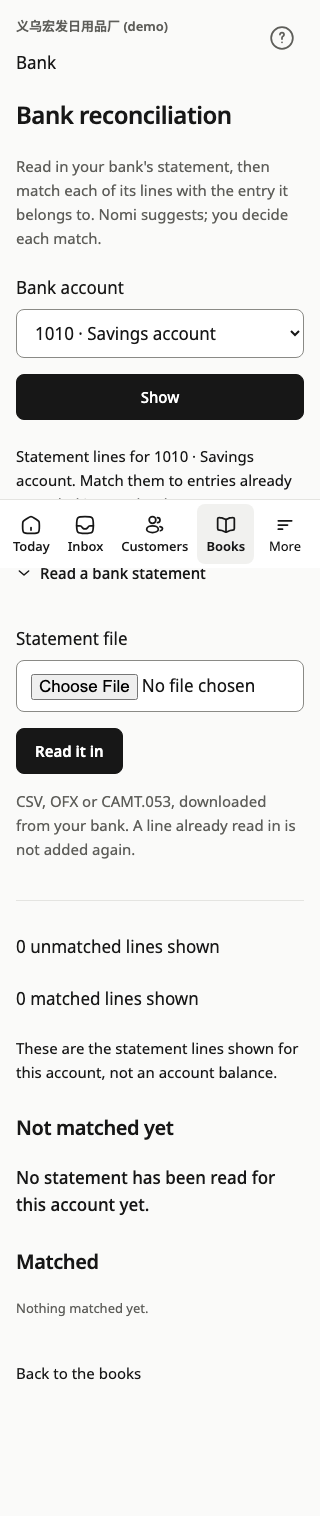 义乌宏发日用品厂 (demo)
Bank
Bank reconciliation
Read in your bank's statement, then
match each of its lines with the entry it
belongs to. Nomi suggests; you decide
each match.
Bank account
1010 · Savings account
Show
Statement lines for 1010 · Savings
account. Match them to entries already
Today Inbox Customers Books More
Read a bank statement
Statement file
Choose File No file chosen
Read it in
CSV, OFX or CAMT.053, downloaded
from your bank. A line already read in is
not added again.
0 unmatched lines shown
0 matched lines shown
These are the statement lines shown for
this account, not an account balance.
Not matched yet
No statement has been read for
this account yet.
Matched
Nothing matched yet.
Back to the books